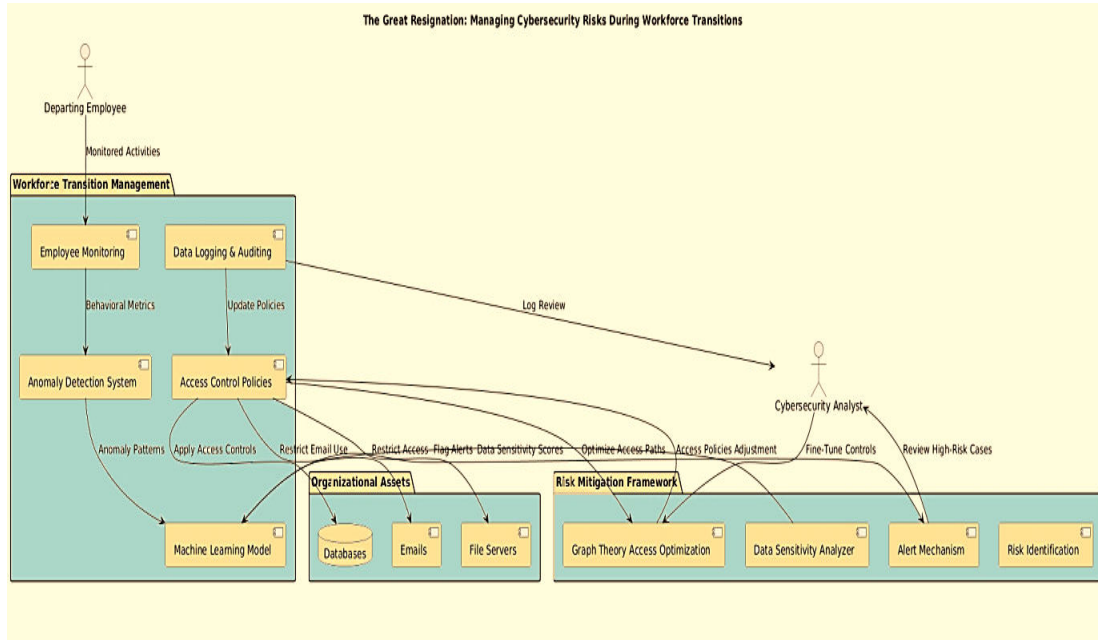 The Great Resignation: Managing Cybersecurity Risks During Workforce Transitions
Departing Employee
Monitored Activities
Workforce Transition Management
Employee Monitoring
Data Logging & Auditing
Behavioral Metrics
Update Policies
Log Review
Anomaly Detection System
Access Control Policies
Cybersecurity Analyst
Anomaly Patterns
Apply Access Controls
Restrict Email Use
Restrict Access
Flag Alerts
Data Sensitivity Scores
Optimize Access Paths
Access Policies Adjustment
Fine-Tune Controls
Review High-Risk Cases
Organizational Assets
Risk Mitigation Framework
Machine Learning Model
Databases
Emails
File Servers
Graph Theory Access Optimization
Data Sensitivity Analyzer
Alert Mechanism
Risk Identification